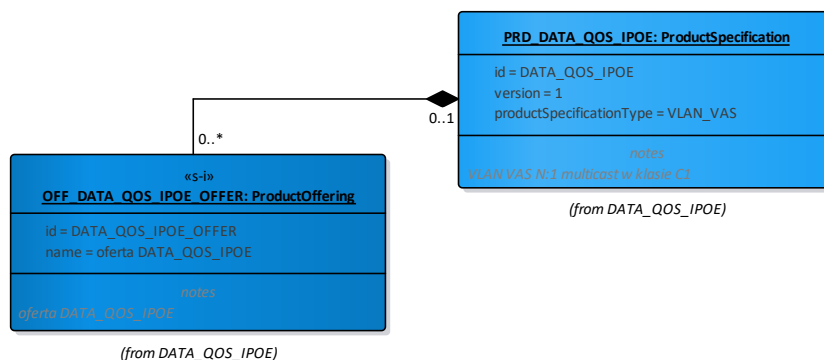 PRD_DATA_QOS_IPOE: ProductSpecification
id = DATA_QOS_IPOE
version = 1
productSpecificationType = VLAN_VAS
notes
VLAN VAS N:1 multicast w klasie C1
(from DATA_QOS_IPOE)
0..1
0..*
«s-i»
OFF_DATA_QOS_IPOE_OFFER: ProductOffering
id = DATA_QOS_IPOE_OFFER
name = oferta DATA_QOS_IPOE
notes
oferta DATA_QOS_IPOE
(from DATA_QOS_IPOE)